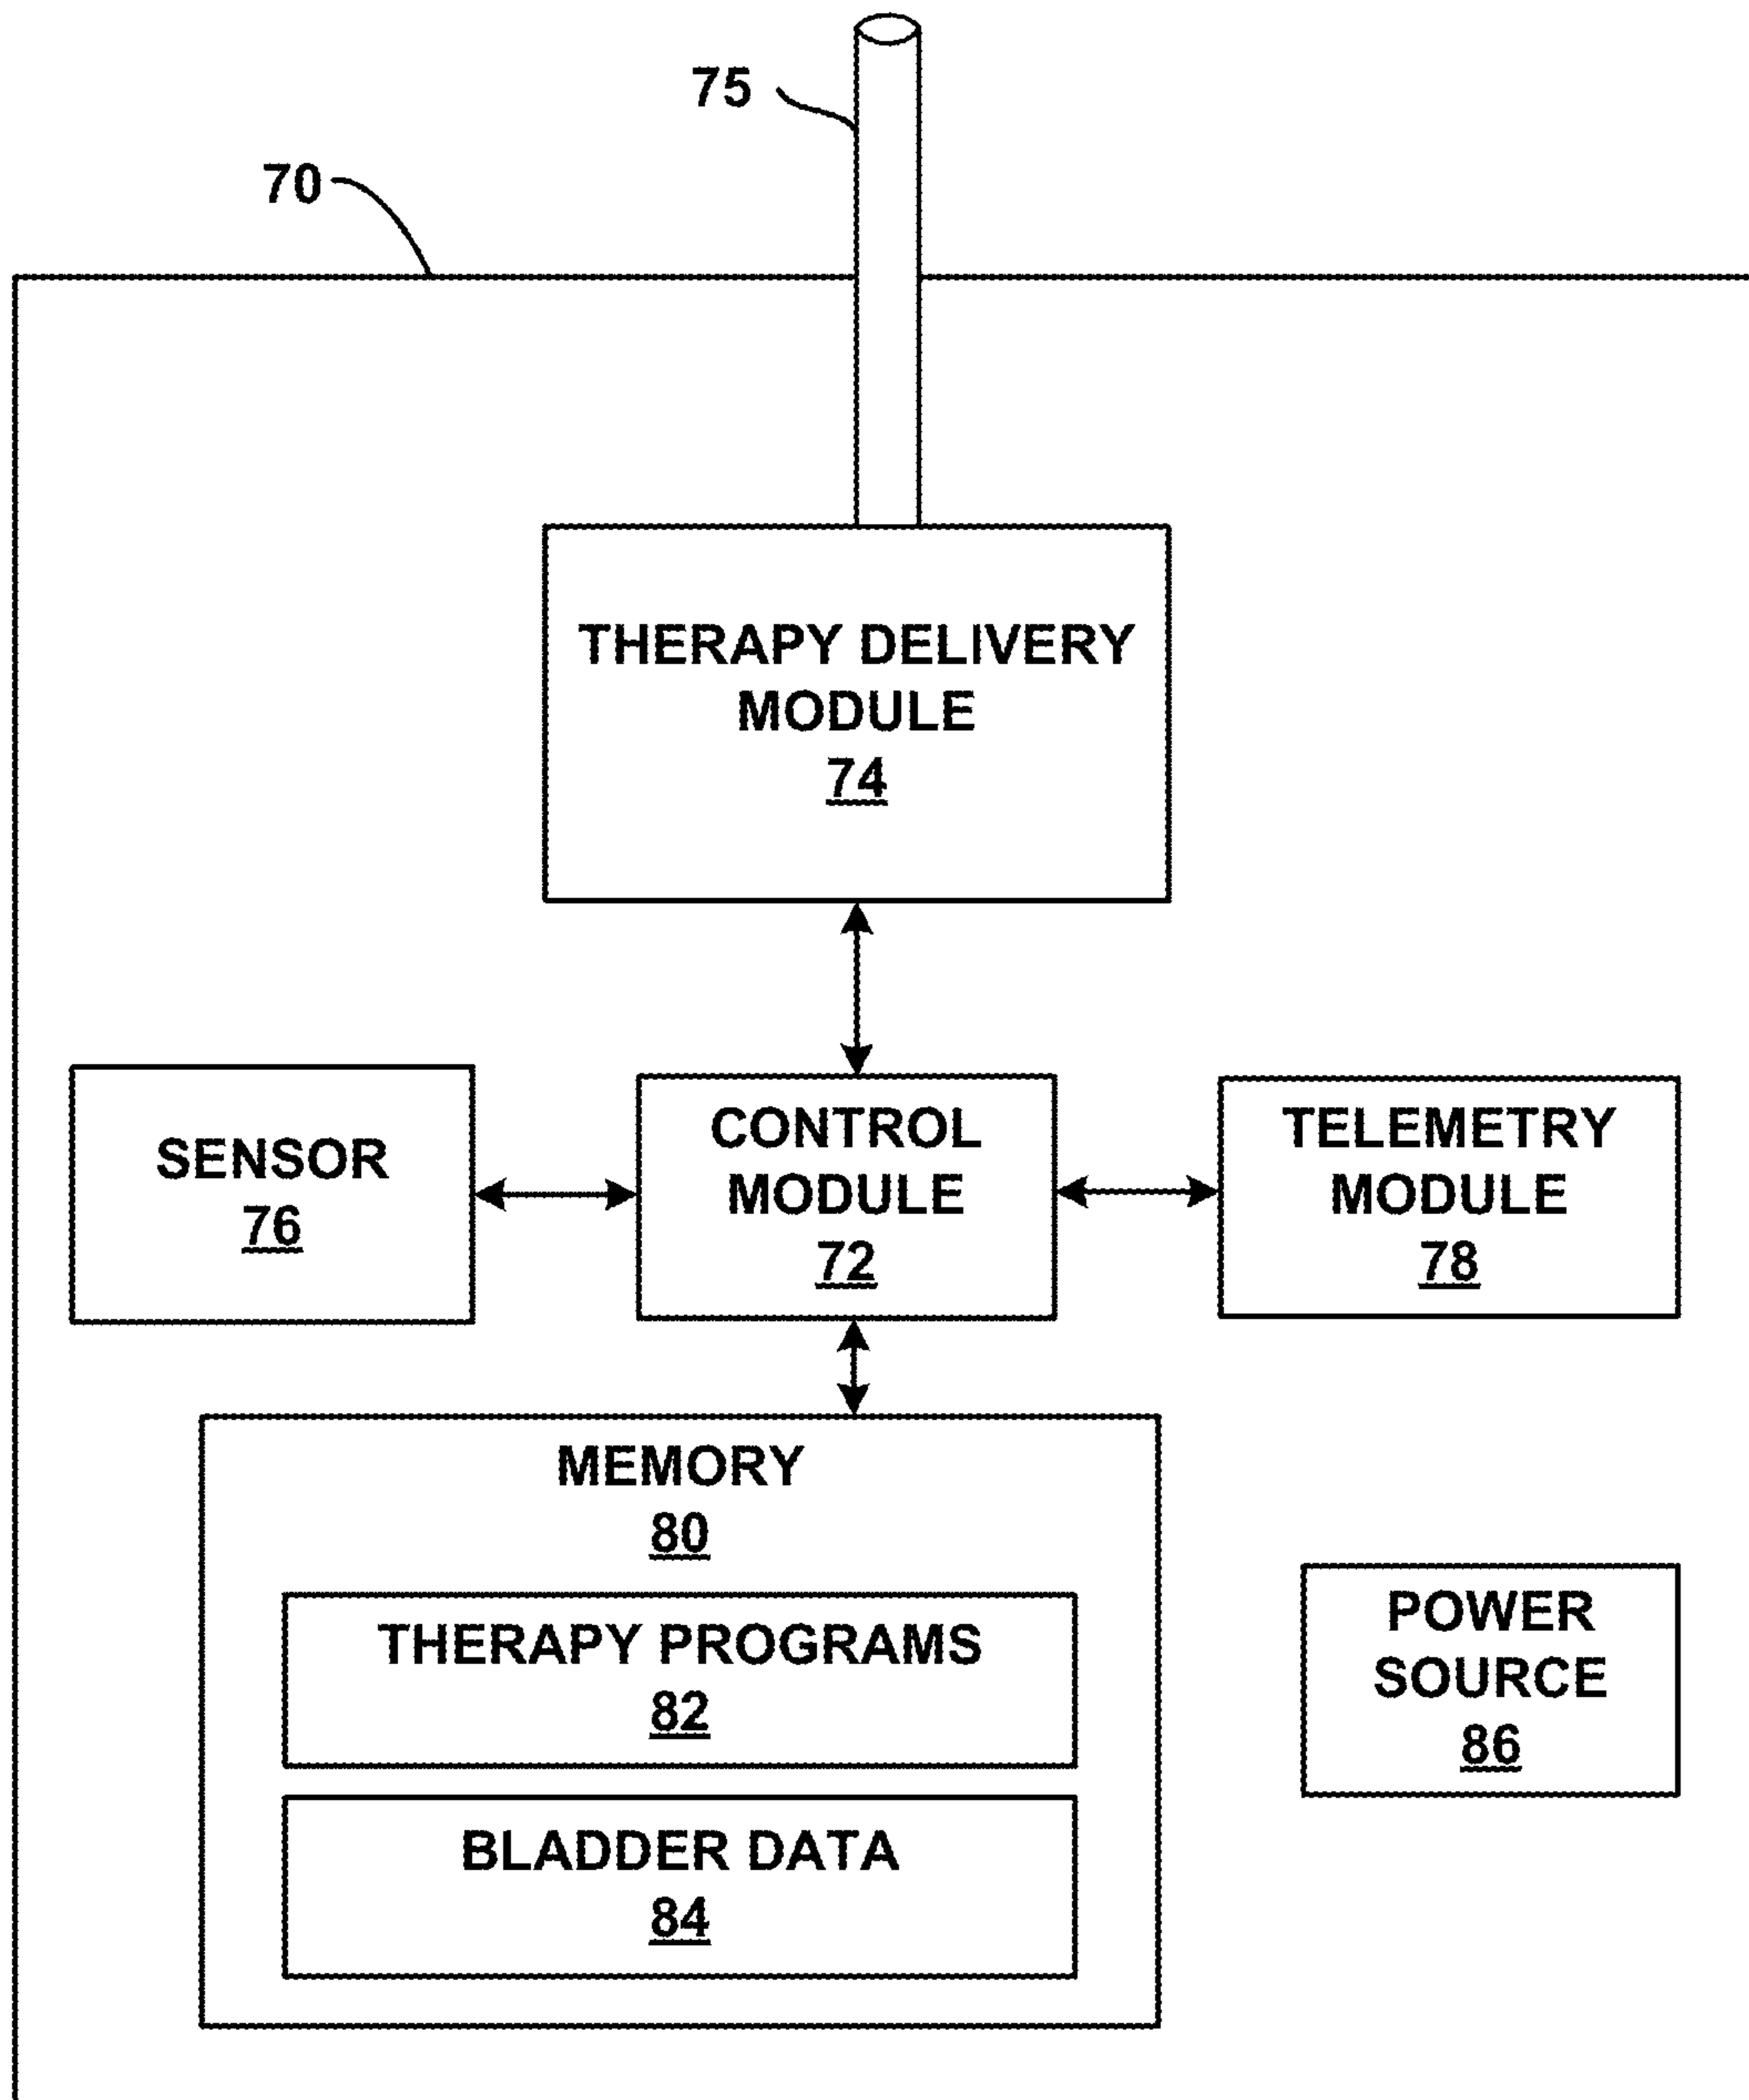 75
70
THERAPY DELIVERY
MODULE
74
SENSOR
76
CONTROL
MODULE
72
TELEMETRY
MODULE
78
MEMORY
80
THERAPY PROGRAMS
82
BLADDER DATA
84
POWER
SOURCE
86